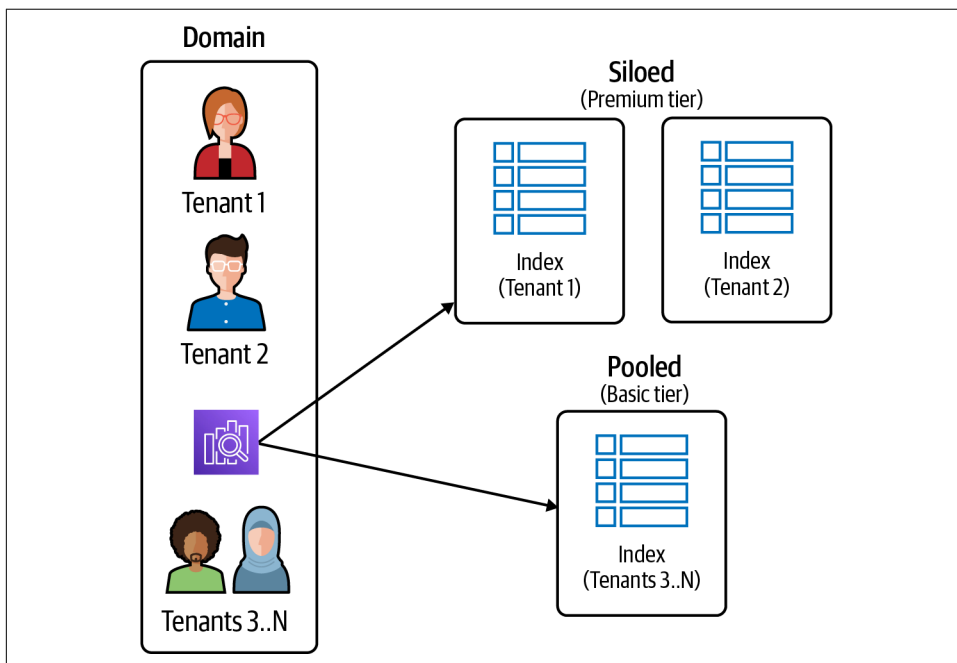 Domain
Tenant 1
Tenant 2
Tenants 3..N
Siloed
(Premium tier)
Index
(Tenant 1)
Index
(Tenant 2)
Pooled
(Basic tier)
Index
(Tenants 3..N)